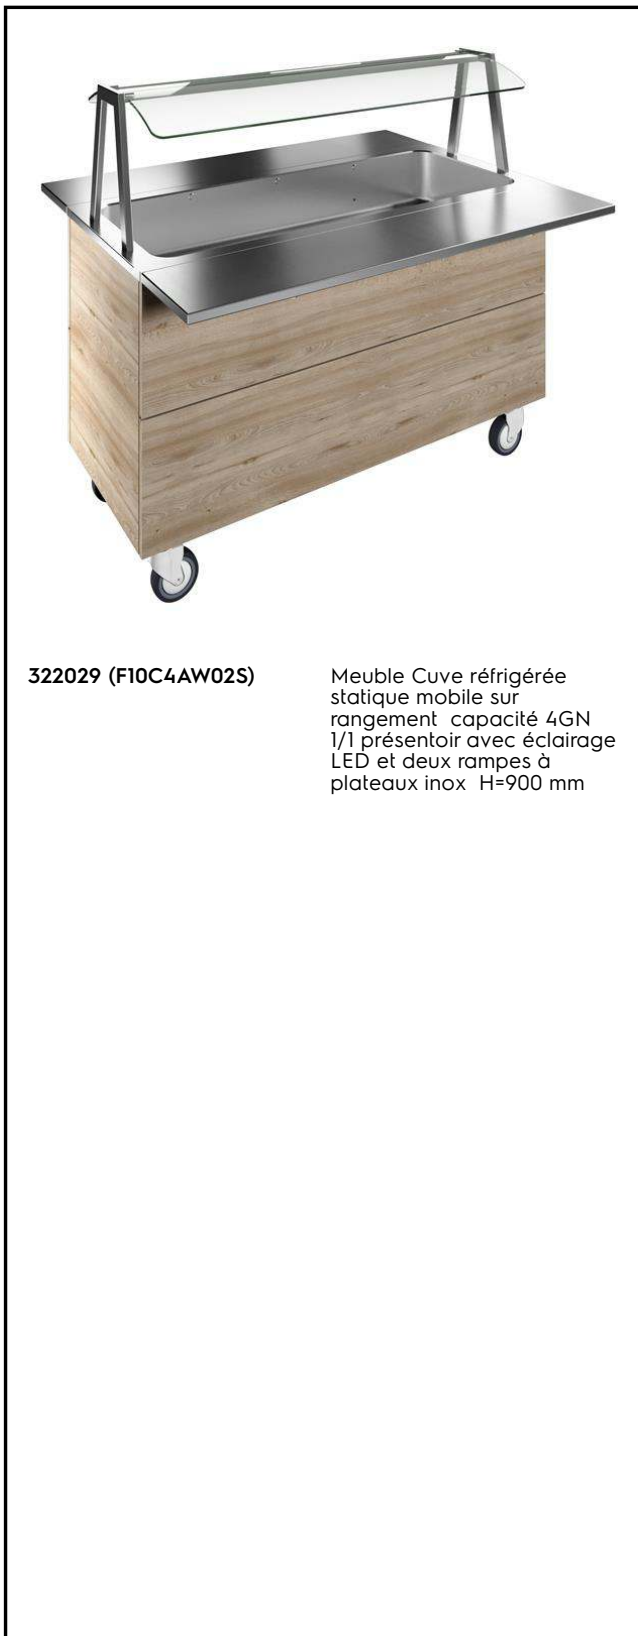 322029 (F10C4AW02S)
Meuble Cuve réfrigérée
statique mobile sur
rangement  capacité 4GN
1/1 présentoir avec éclairage
LED et deux rampes à
plateaux inox  H=900 mm